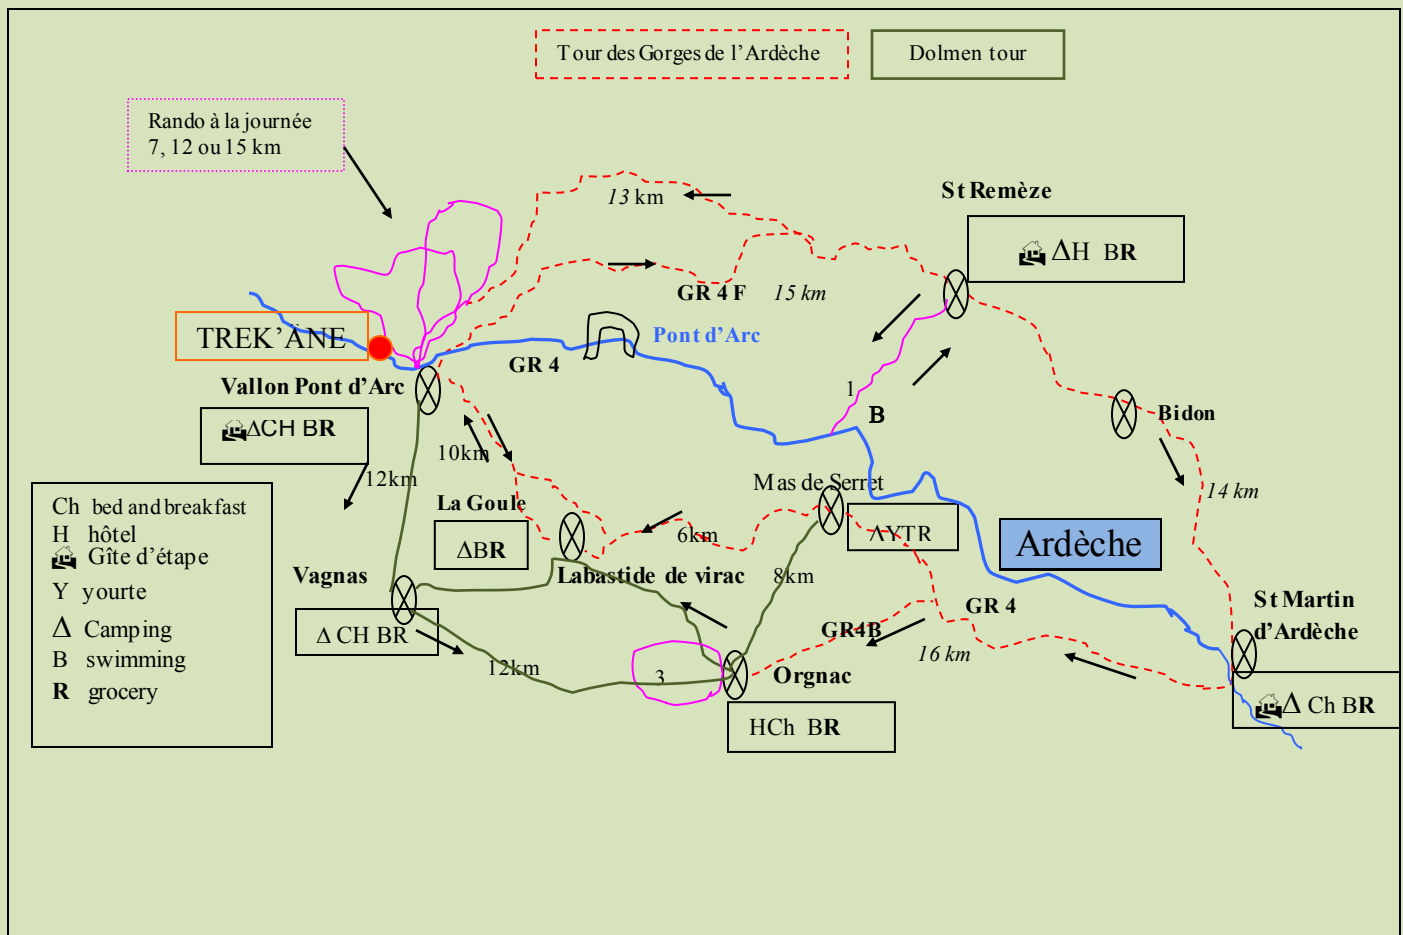 Tour des Gorges de l'Ardèche
Dolmen tour
Rando à la journée
7, 12 ou 15 km
St Remèze
13 km
ΔH BR
GR 4 F
15 km
TREK'ÂNE
Pont d'Arc
GR 4
Vallon Pont d'Arc
ΔCH BR
1
B
Bidon
10km
12km
Mas de Serret
14 km
La Goule
ΔYTR
Ardèche
6km
ΔBR
Labastide de virac
8km
Vagnas
GR 4
St Martin
d'Ardèche
Δ CH BR
GR4B
16 km
12km
3
Orgnac
Δ Ch BR
HCh BR
Ch bed and breakfast
H hôtel
Gîte d'étape
Y yourte
Δ Camping
B swimming
R grocery